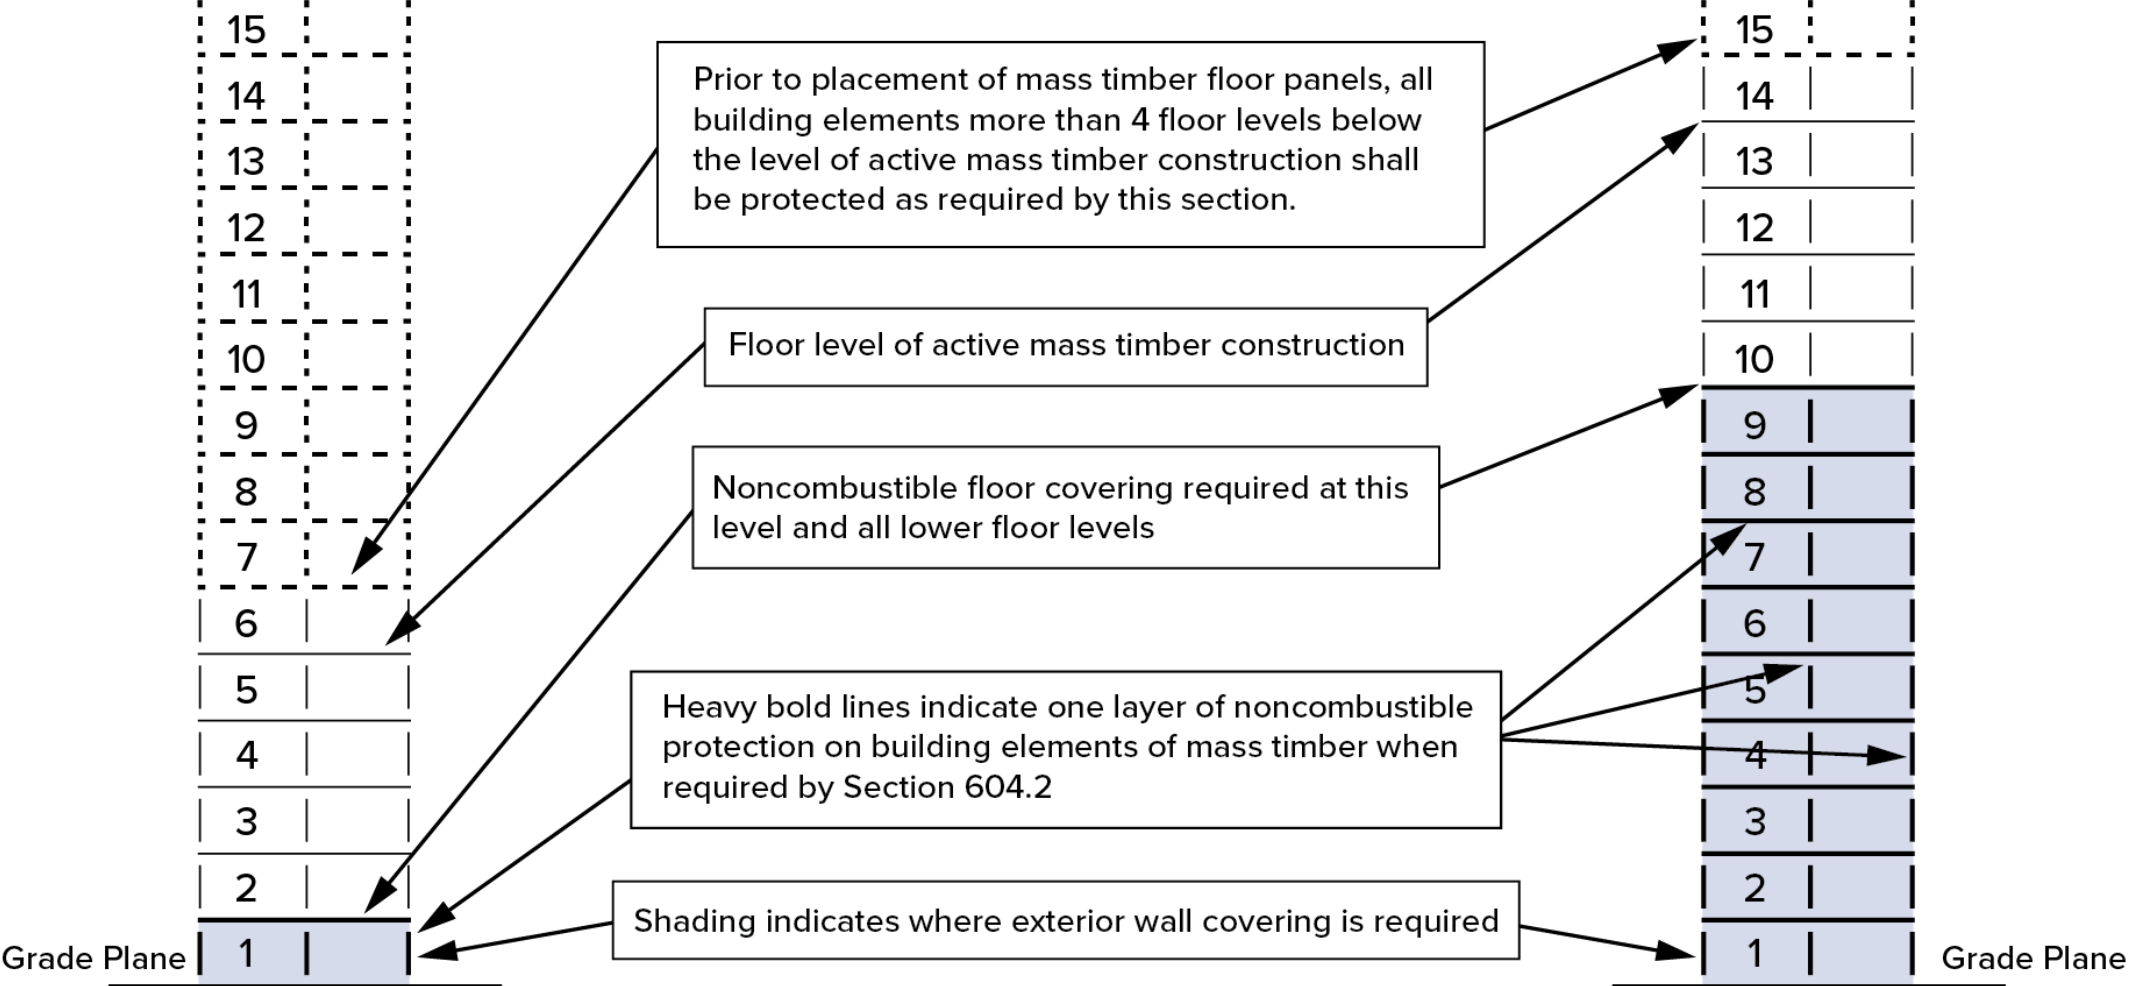 15
14
13
12
11
10
9
8
7
6
5
4
3
2
1
Grade Plane
Prior to placement of mass timber floor panels, all
building elements more than 4 floor levels below
the level of active mass timber construction shall
be protected as required by this section.
Floor level of active mass timber construction
Noncombustible floor covering required at this
level and all lower floor levels
Heavy bold lines indicate one layer of noncombustible
protection on building elements of mass timber when
required by Section 604.2
Shading indicates where exterior wall covering is required
15
14
13
12
11
10
9
8
7
6
5
4
3
2
1
Grade Plane